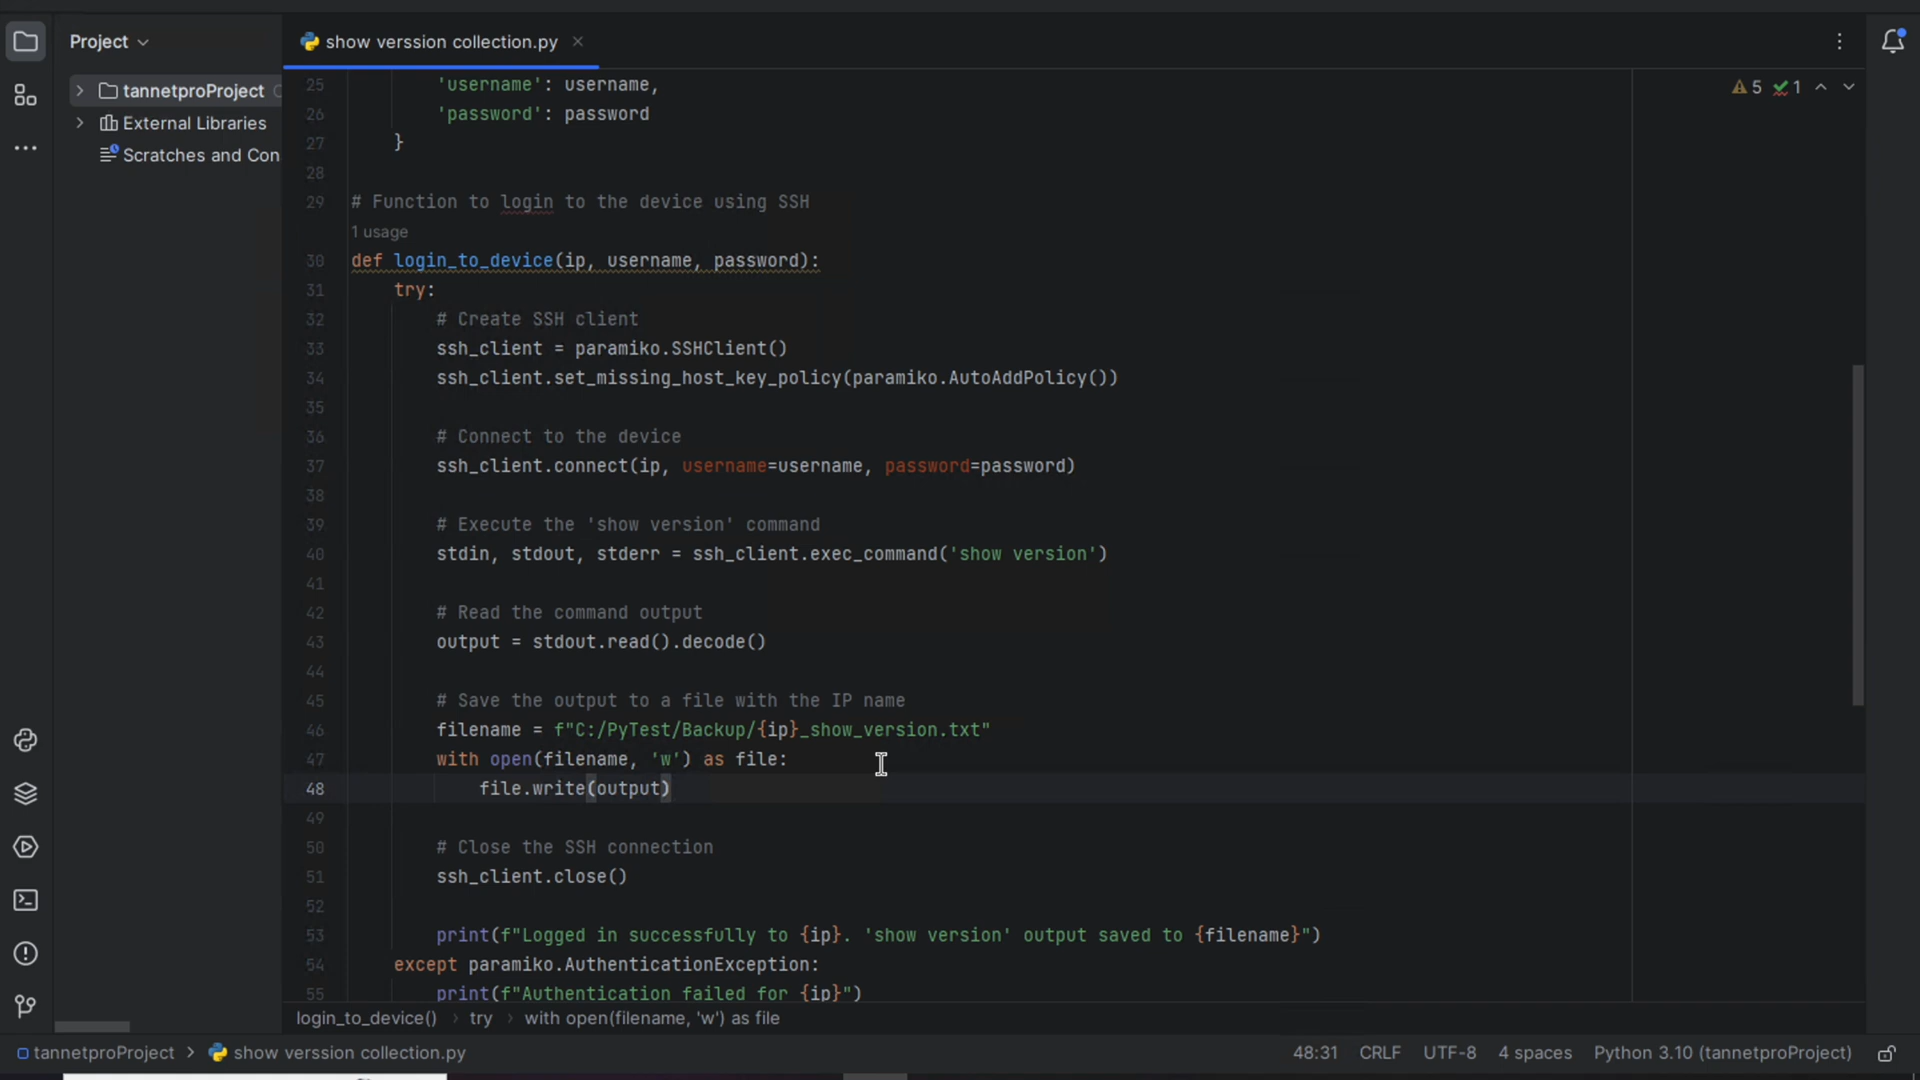 Project
show verssion collection.py
tannetproProject
External Libraries
Scratches and Con
5
1
25 'username': username,
26 'password': password
27 }
28
29 # Function to login to the device using SSH
1 usage
30 def login_to_device(ip, username, password):
31 try:
32 # Create SSH client
33 ssh_client = paramiko.SSHClient()
34 ssh_client.set_missing_host_key_policy(paramiko.AutoAddPolicy())
35
36 # Connect to the device
37 ssh_client.connect(ip, username=username, password=password)
38
39 # Execute the 'show version' command
40 stdin, stdout, stderr = ssh_client.exec_command('show version')
41
42 # Read the command output
43 output = stdout.read().decode()
44
45 # Save the output to a file with the IP name
46 filename = f"C:/PyTest/Backup/{ip}_show_version.txt"
47 with open(filename, 'w') as file:
48 file.write(output)
49
50 # Close the SSH connection
51 ssh_client.close()
52
53 print(f"Logged in successfully to {ip}. 'show version' output saved to {filename}")
54 except paramiko.AuthenticationException:
55 print(f"Authentication failed for {ip}")
login_to_device() › try › with open(filename, 'w') as file
tannetproProject › show verssion collection.py
48:31 CRLF UTF-8 4 spaces Python 3.10 (tannetproProject)